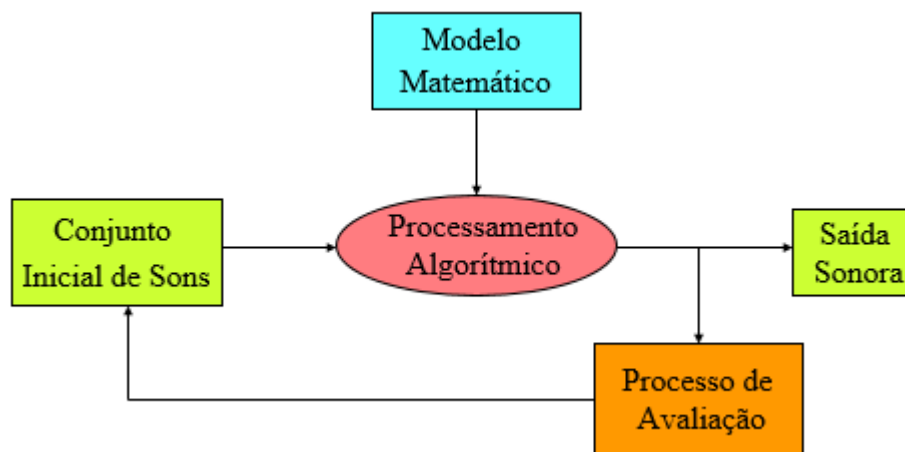 Modelo
Matemático
Conjunto
Inicial de Sons
Processamento
Algorítmico
Saída
Sonora
Processo de
Avaliação